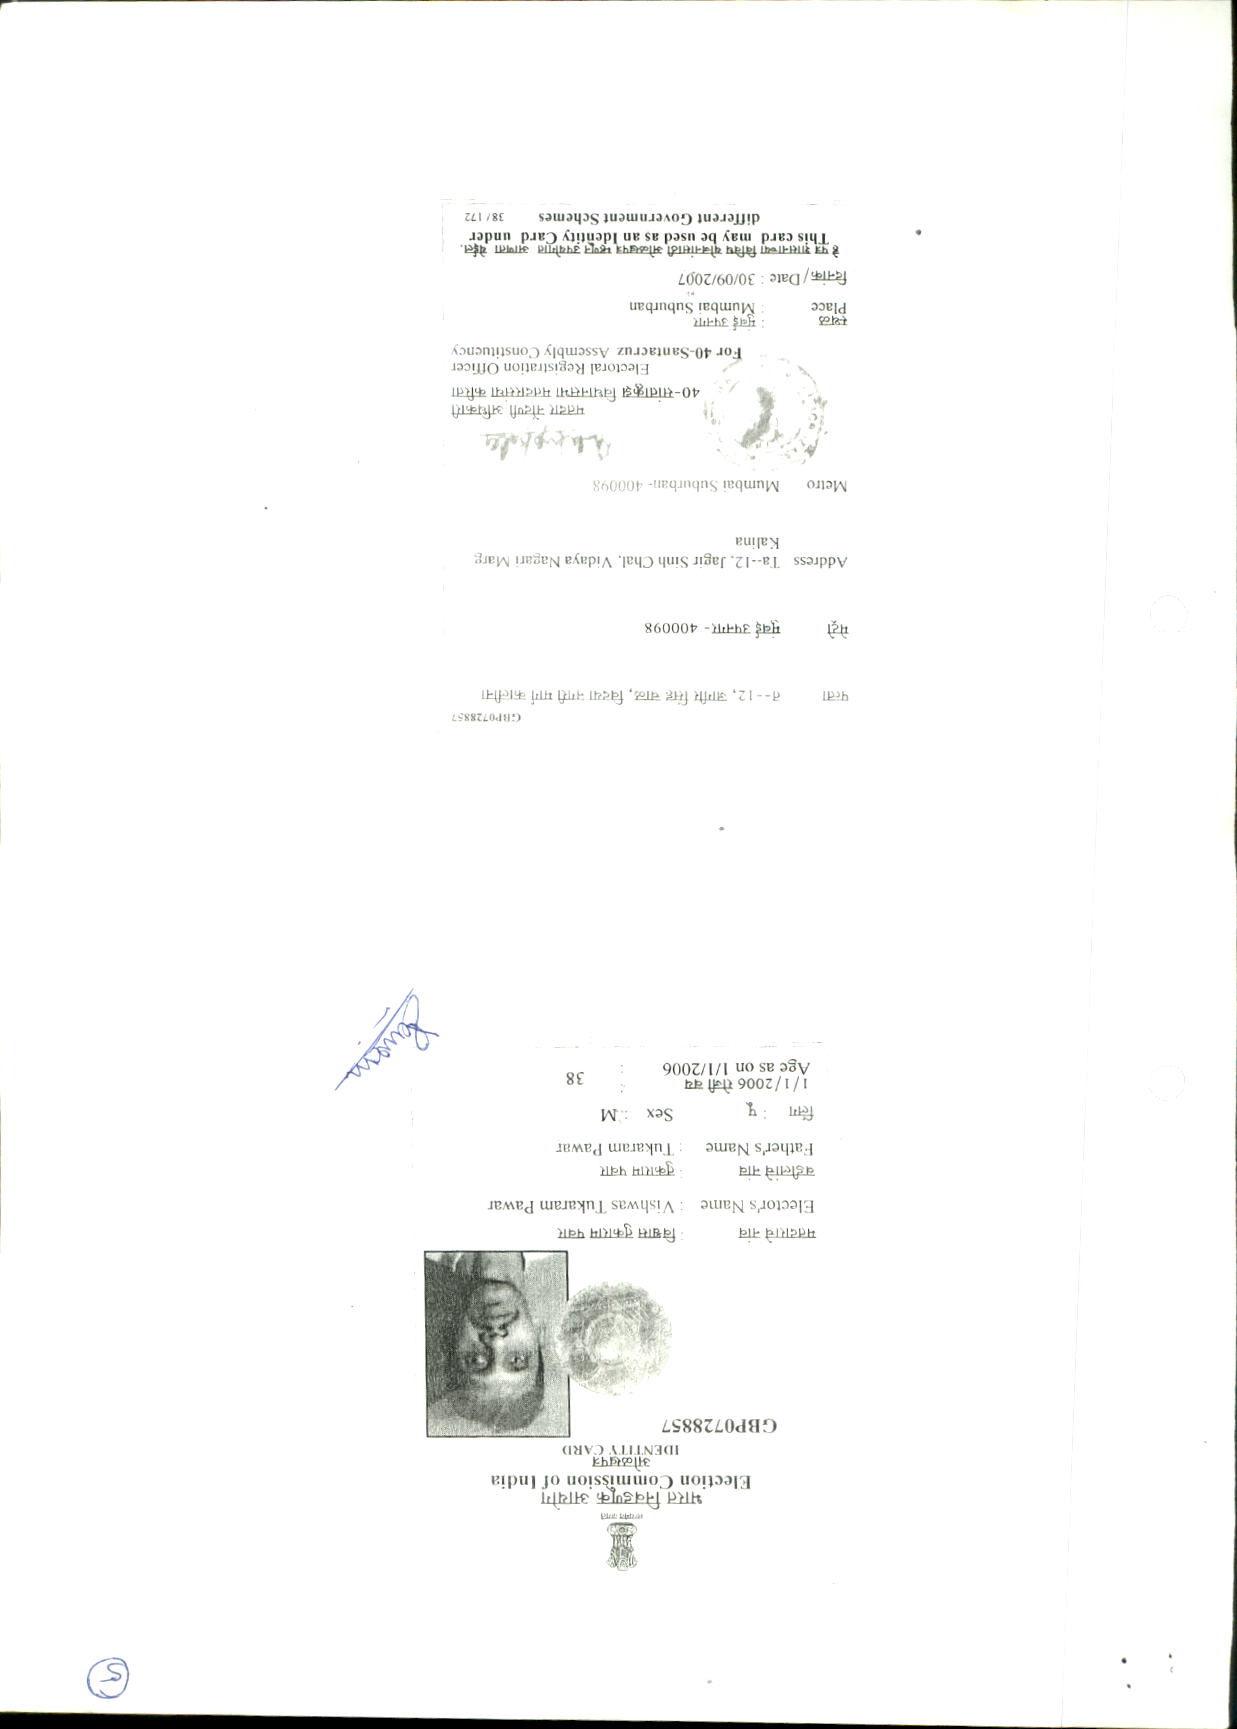 5
सत्यमेव जयते
भारत निवडणूक आयोग
Election Commission of India
ओळखपत्र
IDENTITY CARD
GBP0728857
मतदाराचे नांव : विश्वास तुकाराम पवार
Elector's Name : Vishwas Tukaram Pawar
वडीलांचे नांव : तुकाराम पवार
Father's Name : Tukaram Pawar
लिंग : पू Sex : M
1/1/2006 रोजी वय :
Age as on 1/1/2006 : 38
GBP0728857
पत्ता त--12, जागीर सिंह चाळ, विदया नगरी मार्ग कालीना
मेट्रो मुंबई उपनगर- 400098
Address Ta--12, Jagir Sinh Chal, Vidaya Nagari Marg
Kalina
Metro Mumbai Suburban- 400098
मतदार नोंदणी अधिकारी
40-सांताक्रुझ विधानसभा मतदारसंघा करिता
Electoral Registration Officer
For 40-Santacruz Assembly Constituency
स्थळ : मुंबई उपनगर
Place : Mumbai Suburban
दिनांक/Date : 30/09/2007
हे पत्र शासनाच्या विविध योजनांसाठी ओळखपत्र म्हणून उपयोगात आणता येईल.
This card may be used as an Identity Card under
different Government Schemes 38/ 172